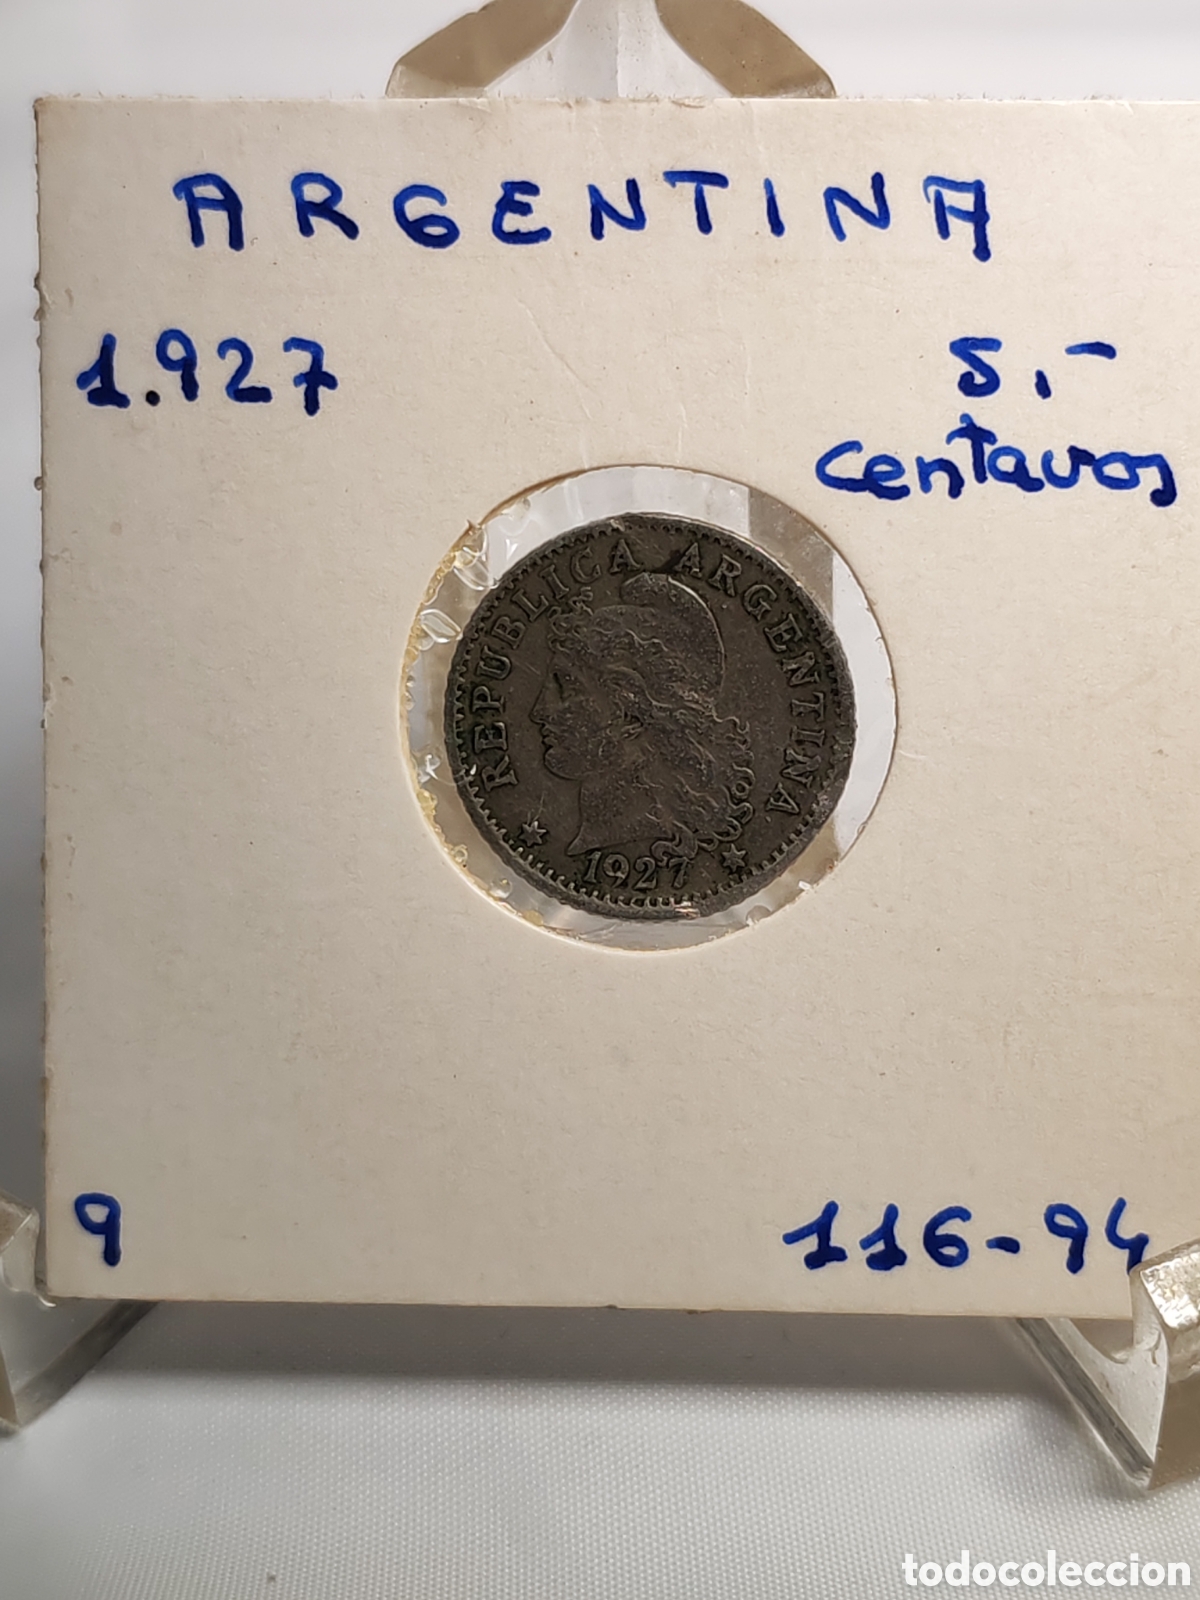 ARGENTINA
1.927
5.-
centavos
REPUBLICA ARGENTINA
1927
9
116-94
todocoleccion